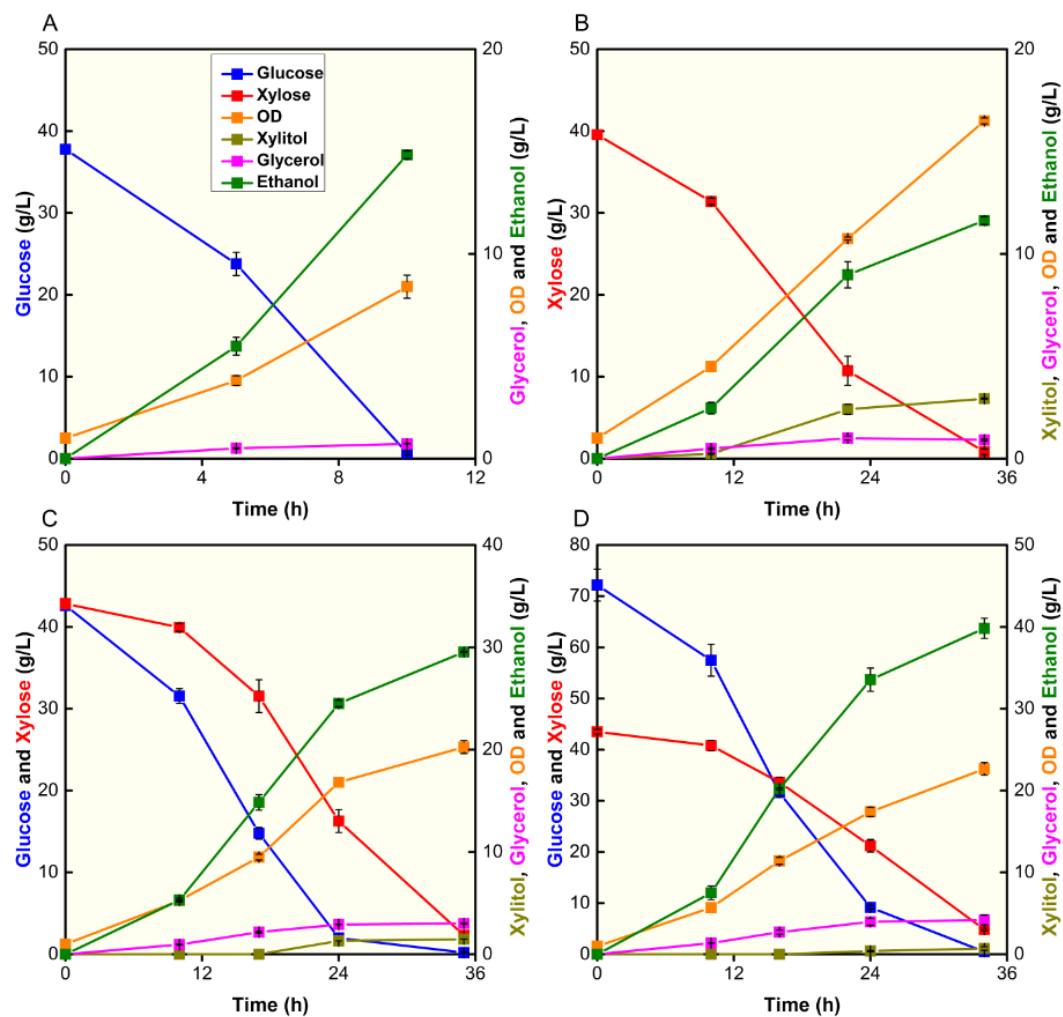 A
50
40
30
20
10
0
Glucose (g/L)
Glucose
Xylose
OD
Xylitol
Glycerol
Ethanol
20
10
0
Glycerol, OD and Ethanol (g/L)
0
4
8
12
Time (h)
B
50
40
30
20
10
0
Xylose (g/L)
20
10
0
Xylitol, Glycerol, OD and Ethanol (g/L)
0
12
24
36
Time (h)
C
50
40
30
20
10
0
Glucose and Xylose (g/L)
40
30
20
10
0
Xylitol, Glycerol, OD and Ethanol (g/L)
0
12
24
36
Time (h)
D
80
70
60
50
40
30
20
10
0
Glucose and Xylose (g/L)
50
40
30
20
10
0
Xylitol, Glycerol, OD and Ethanol (g/L)
0
12
24
36
Time (h)